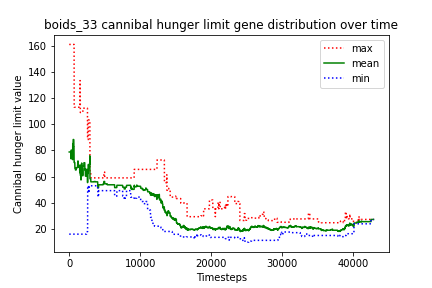 boids_33 cannibal hunger limit gene distribution over time
160
140
120
100
80
60
40
20
Cannibal hunger limit value
max
mean
min
0
10000
20000
30000
40000
Timesteps